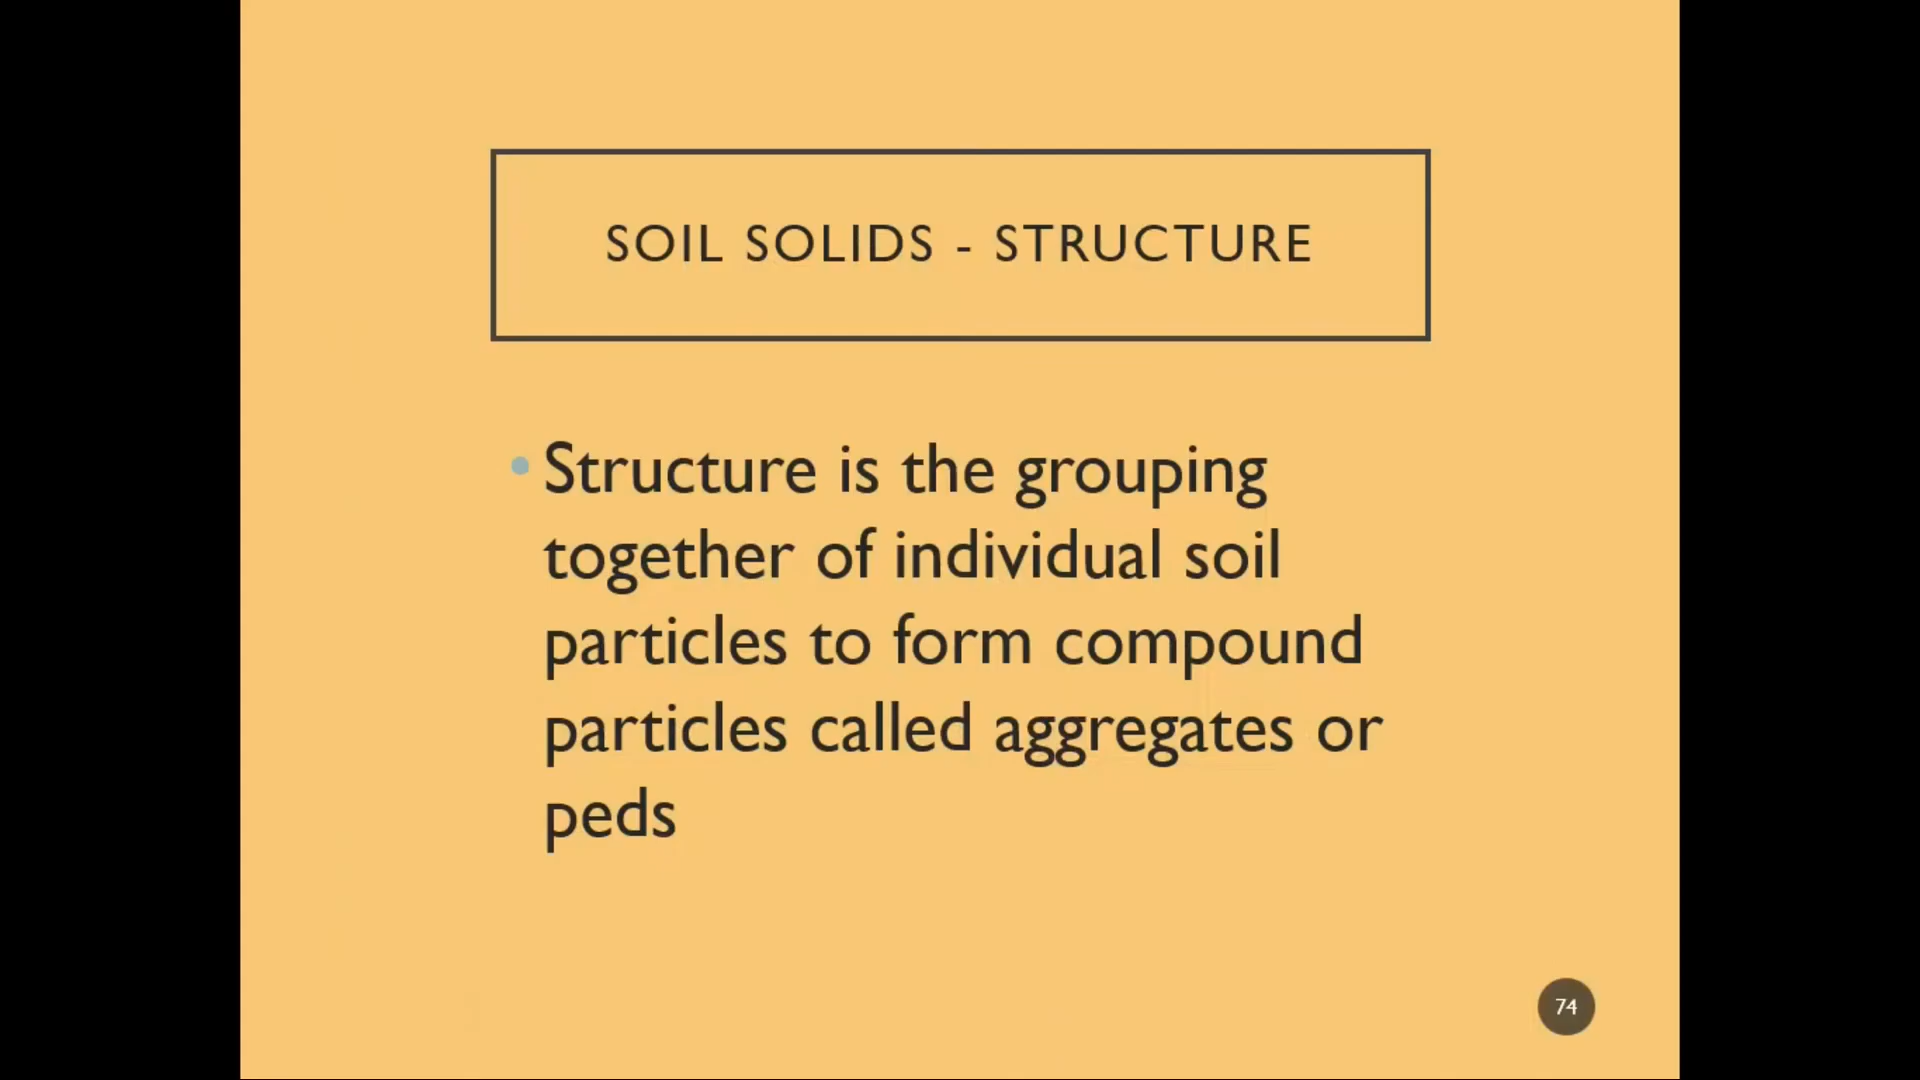 SOIL SOLIDS - STRUCTURE
• Structure is the grouping
together of individual soil
particles to form compound
particles called aggregates or
peds
74